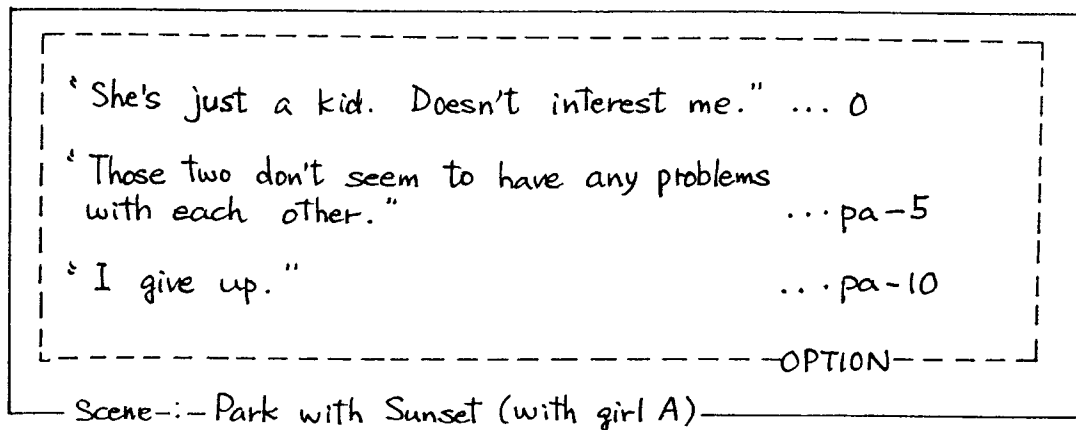 “She's just a kid. Doesn't interest me.” ... 0
“Those two don't seem to have any problems
with each other.” ... pa-5
“I give up.” ... pa-10
OPTION
Scene-:-Park with Sunset (with girl A)